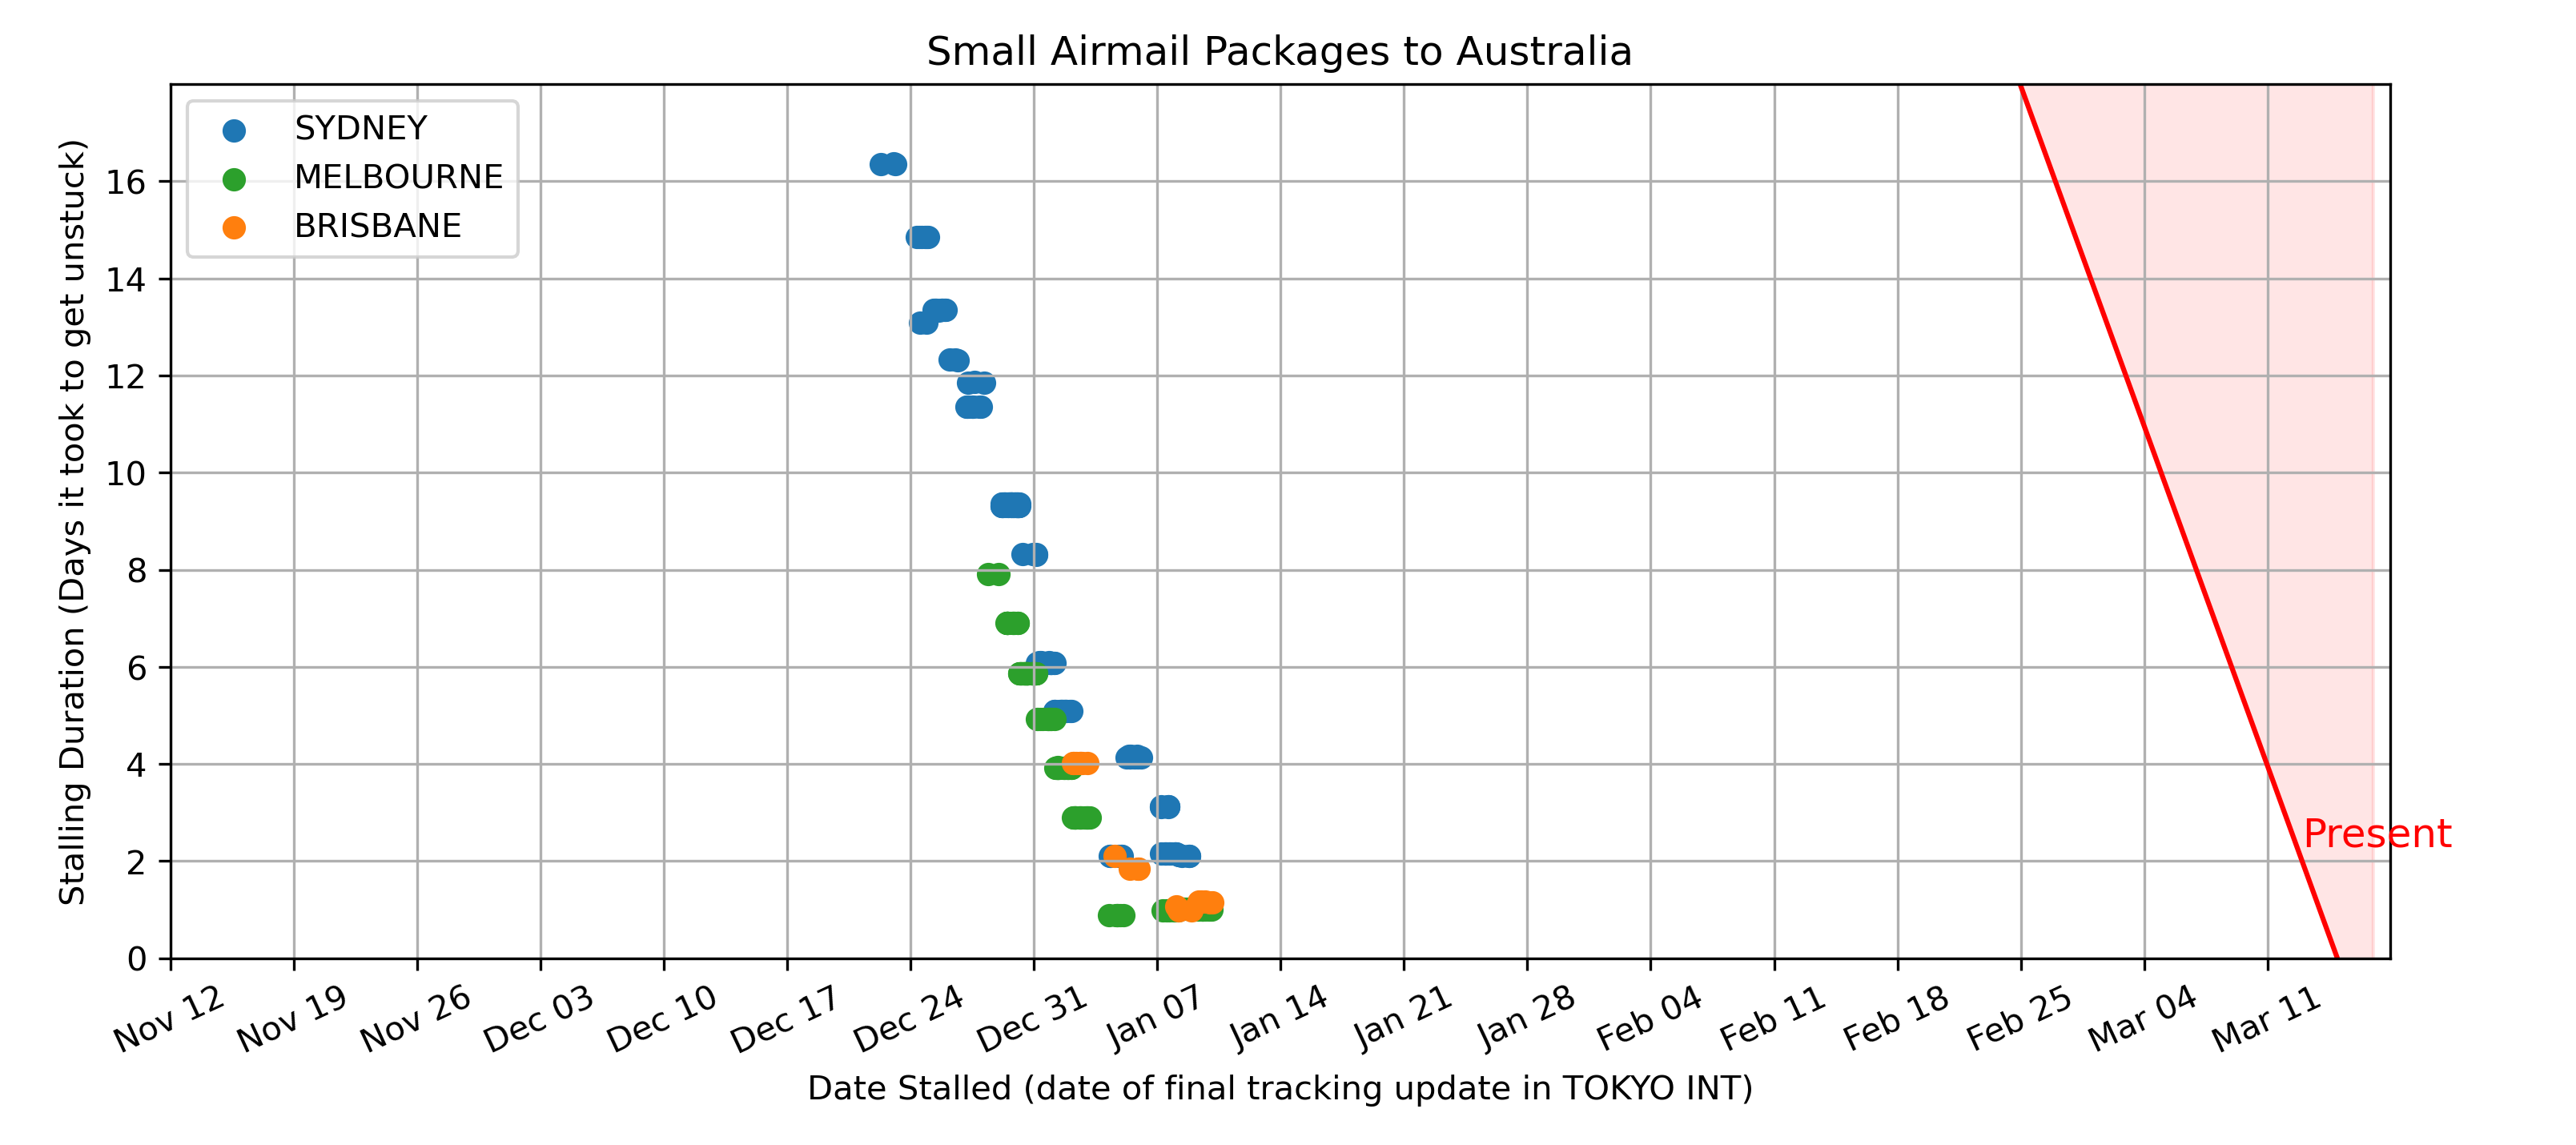 Small Airmail Packages to Australia
SYDNEY
MELBOURNE
BRISBANE
Stalling Duration (Days it took to get unstuck)
16
14
12
10
8
6
4
2
0
Present
Nov 12 Nov 19 Nov 26 Dec 03 Dec 10 Dec 17 Dec 24 Dec 31 Jan 07 Jan 14 Jan 21 Jan 28 Feb 04 Feb 11 Feb 18 Feb 25 Mar 04 Mar 11
Date Stalled (date of final tracking update in TOKYO INT)